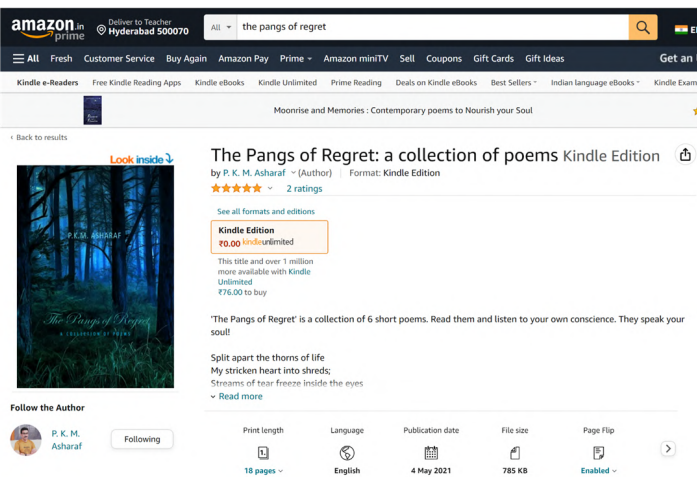 amazon.in
prime
Deliver to Teacher
Hyderabad 500070
All
the pangs of regret
All Fresh Customer Service Buy Again Amazon Pay Prime Amazon miniTV Sell Coupons Gift Cards Gift Ideas Get an
Kindle e-Readers Free Kindle Reading Apps Kindle eBooks Kindle Unlimited Prime Reading Deals on Kindle eBooks Best Sellers Indian language eBooks Kindle Exam
Moonrise and Memories : Contemporary poems to Nourish your Soul
‹ Back to results
Look inside
P.K.M. ASHARAF
The Pangs of Regret
A COLLECTION OF POEMS
The Pangs of Regret: a collection of poems Kindle Edition
by P. K. M. Asharaf (Author) Format: Kindle Edition
2 ratings
See all formats and editions
Kindle Edition
₹0.00 kindleunlimited
This title and over 1 million
more available with Kindle
Unlimited
₹76.00 to buy
'The Pangs of Regret' is a collection of 6 short poems. Read them and listen to your own conscience. They speak your
soul!
Split apart the thorns of life
My stricken heart into shreds;
Streams of tear freeze inside the eyes
Read more
Follow the Author
P. K. M.
Asharaf
Following
Print length Language Publication date File size Page Flip
18 pages English 4 May 2021 785 KB Enabled